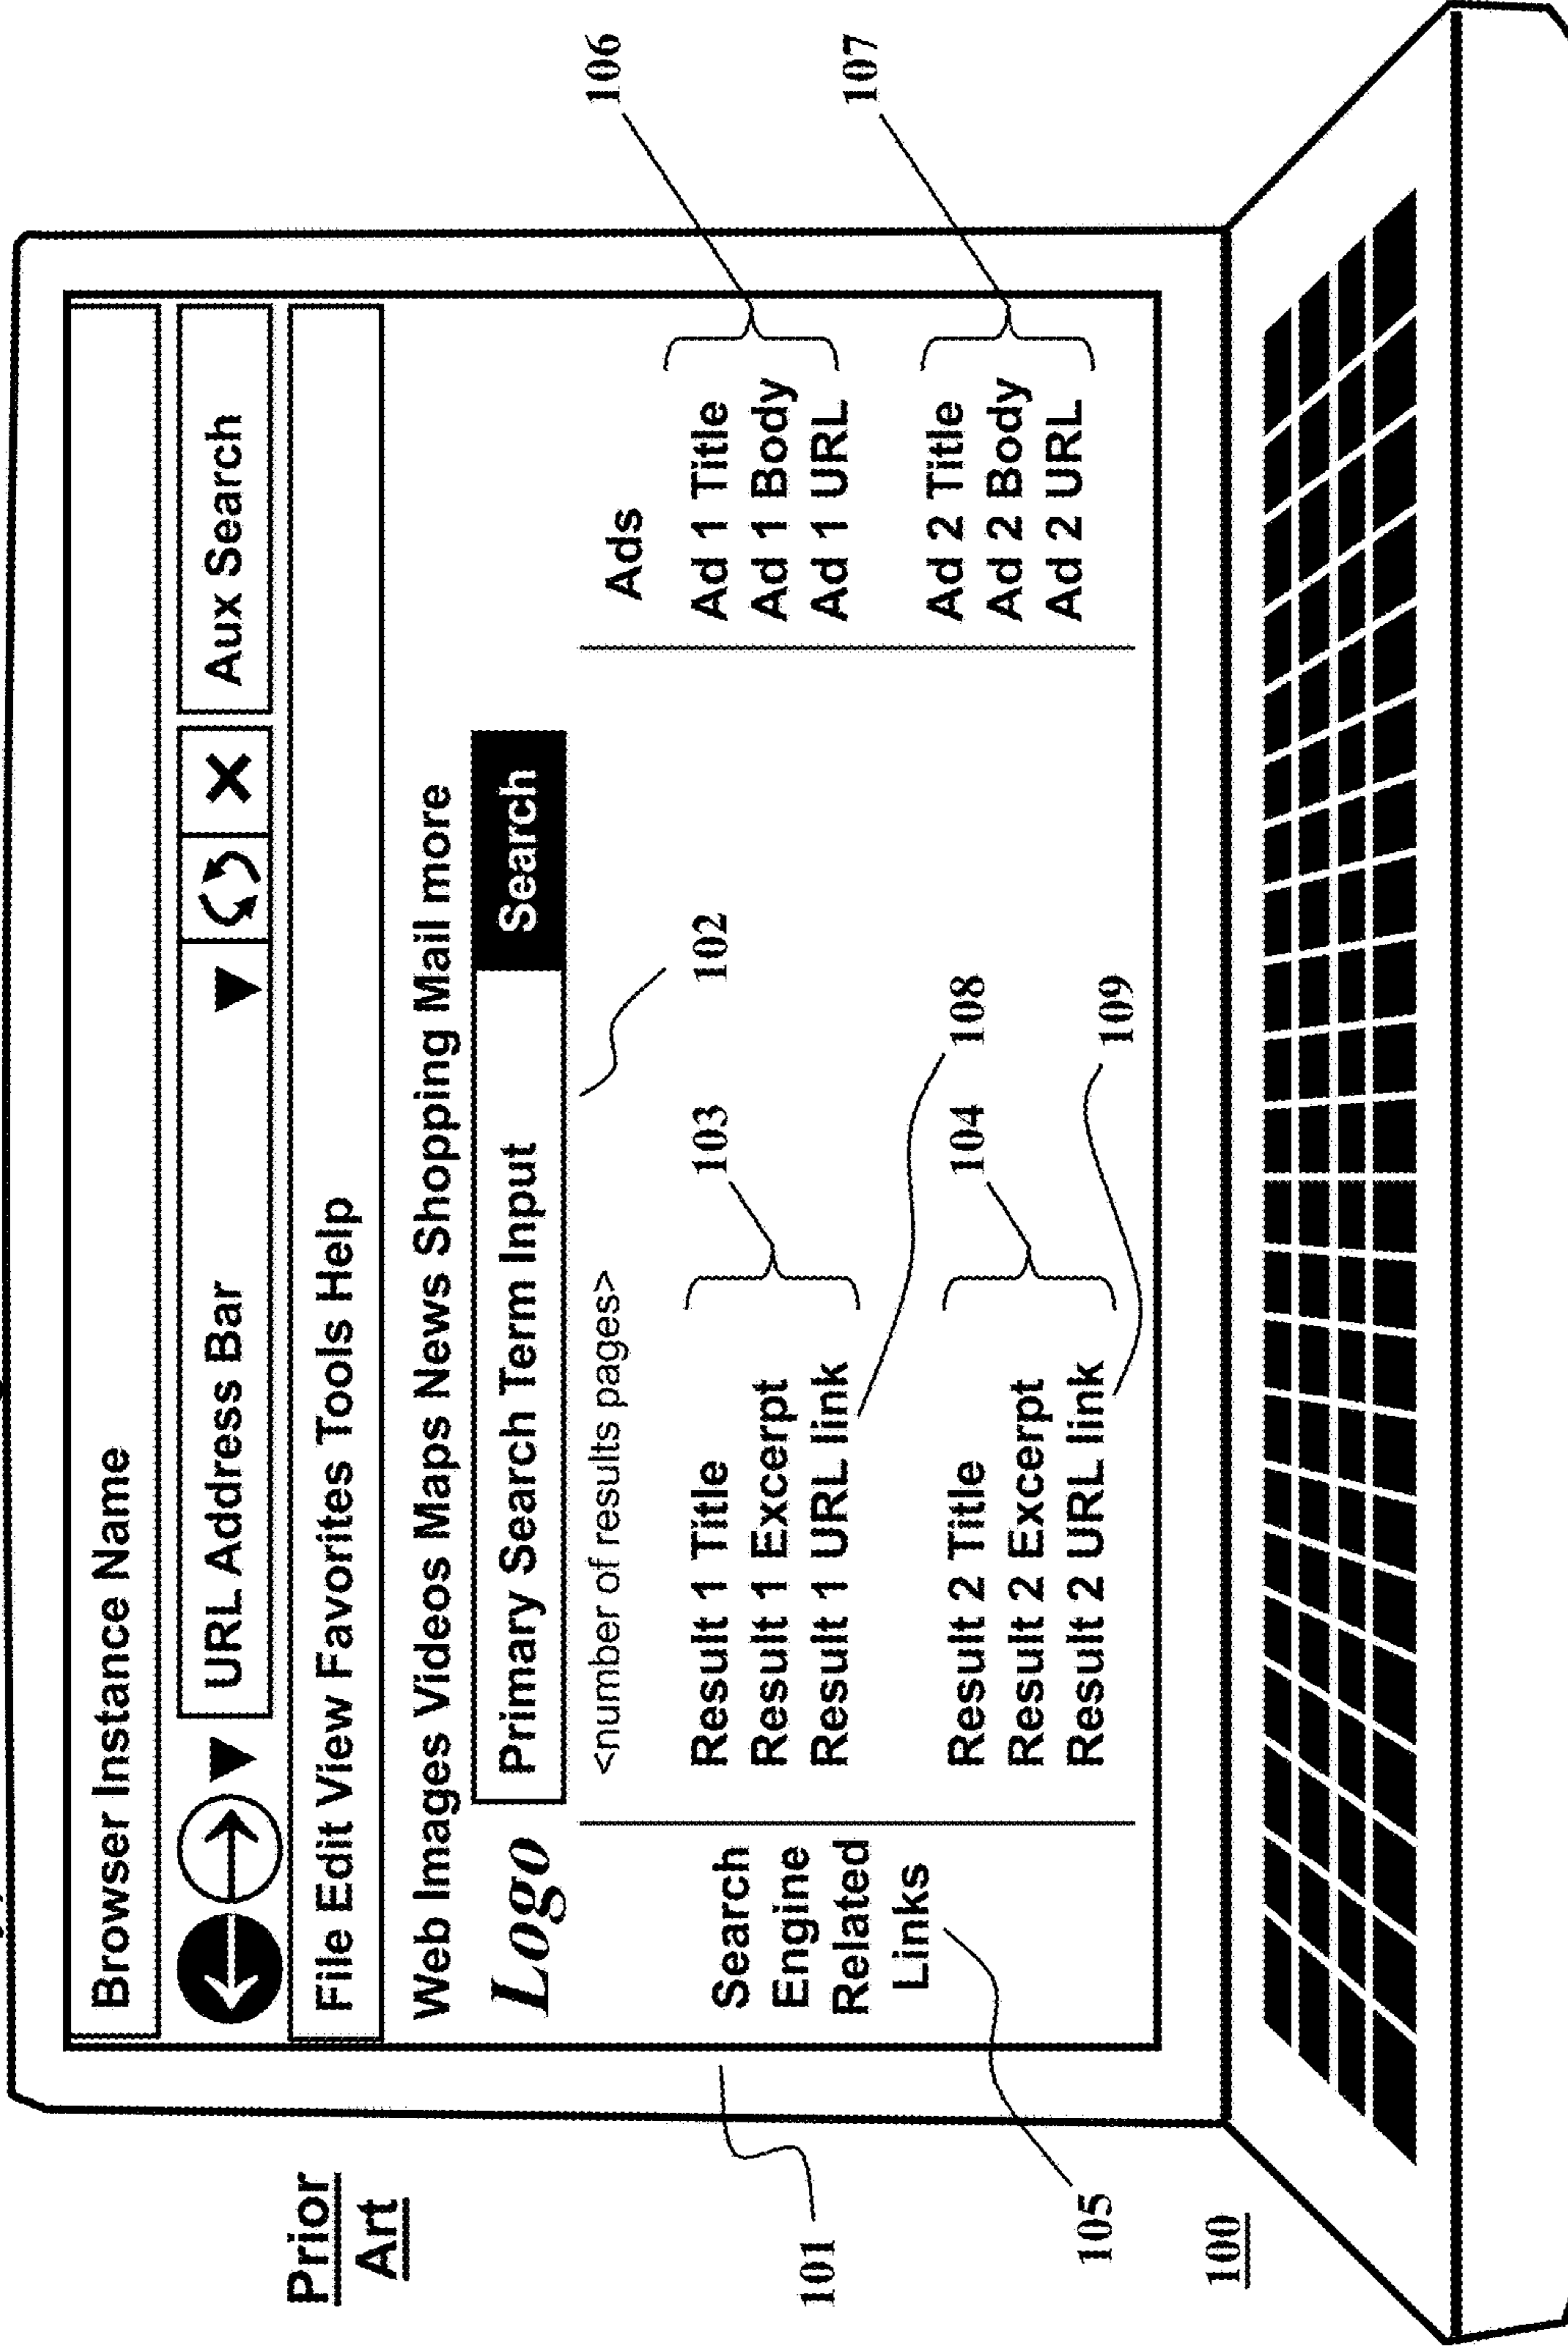 Prior
Art
Browser Instance Name
URL Address Bar
Aux Search
File Edit View Favorites Tools Help
Web Images Videos Maps News Shopping Mail more
Logo
Primary Search Term Input
Search
<number of results pages>
102
Search
Engine
Related
Links
Result 1 Title
Result 1 Excerpt
Result 1 URL link
103
108
Result 2 Title
Result 2 Excerpt
Result 2 URL link
104
109
Ads
Ad 1 Title
Ad 1 Body
Ad 1 URL
106
Ad 2 Title
Ad 2 Body
Ad 2 URL
107
101
105
100